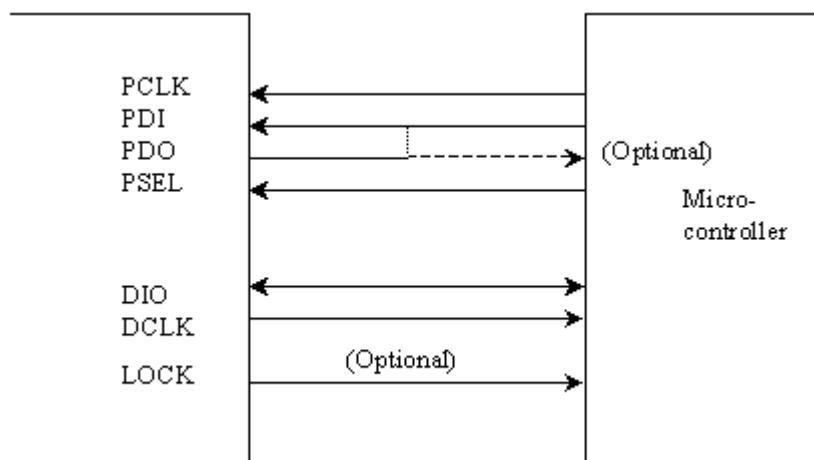 PCLK
PDI
PDO
(Optional)
PSEL
Micro-
controller
DIO
DCLK
(Optional)
LOCK